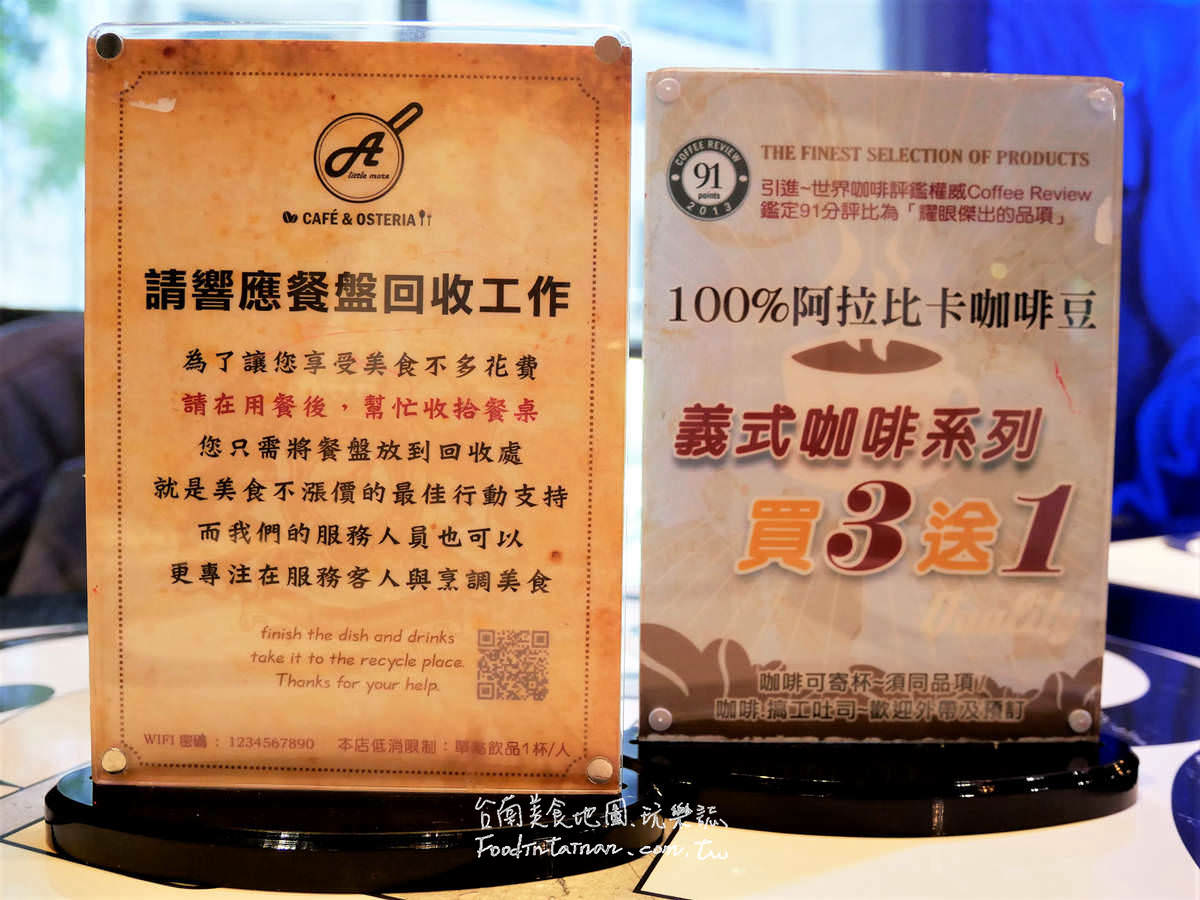 A
little more
CAFÉ & OSTERIA
請響應餐盤回收工作
為了讓您享受美食不多花費
請在用餐後，幫忙收拾餐桌
您只需將餐盤放到回收處
就是美食不漲價的最佳行動支持
而我們的服務人員也可以
更專注在服務客人與烹調美食
finish the dish and drinks
take it to the recycle place.
Thanks for your help.
WIFI 密碼：1234567890 本店低消限制：單點飲品1杯/人
COFFEE REVIEW
91
points
2013
THE FINEST SELECTION OF PRODUCTS
引進~世界咖啡評鑑權威Coffee Review
鑑定91分評比為「耀眼傑出的品項」
100%阿拉比卡咖啡豆
義式咖啡系列
買3送1
咖啡可寄杯~須同品項
咖啡.搞工吐司~歡迎外帶及預訂
台南美食地圖.玩樂誌
FoodInTainan.com.tw